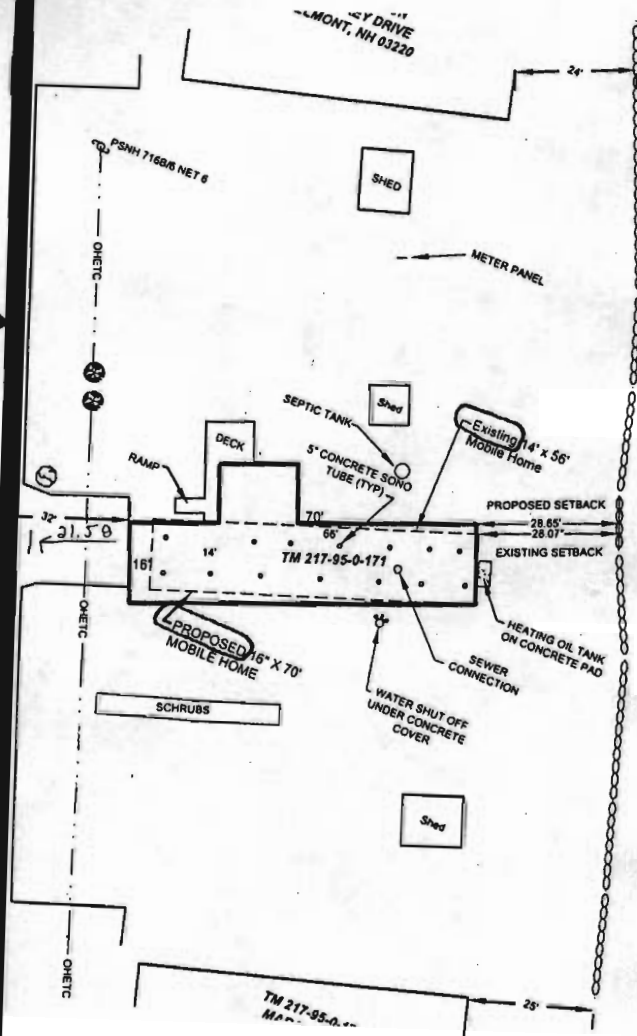 EY DRIVE
LMONT, NH 03220
24'
PSNH 716B/6 NET 6
SHED
OHETC
METER PANEL
Shed
SEPTIC TANK
Existing 14' x 56'
Mobile Home
DECK
5" CONCRETE SONO
TUBE (TYP)
RAMP
PROPOSED SETBACK
32'
70'
28.65'
21.58
66'
28.07'
EXISTING SETBACK
14'
TM 217-95-0-171
16'
PROPOSED 16" X 70'
MOBILE HOME
HEATING OIL TANK
ON CONCRETE PAD
SEWER
CONNECTION
OHETC
WATER SHUT OFF
UNDER CONCRETE
COVER
SCHRUBS
Shed
OHETC
TM 217-95-0-
25'